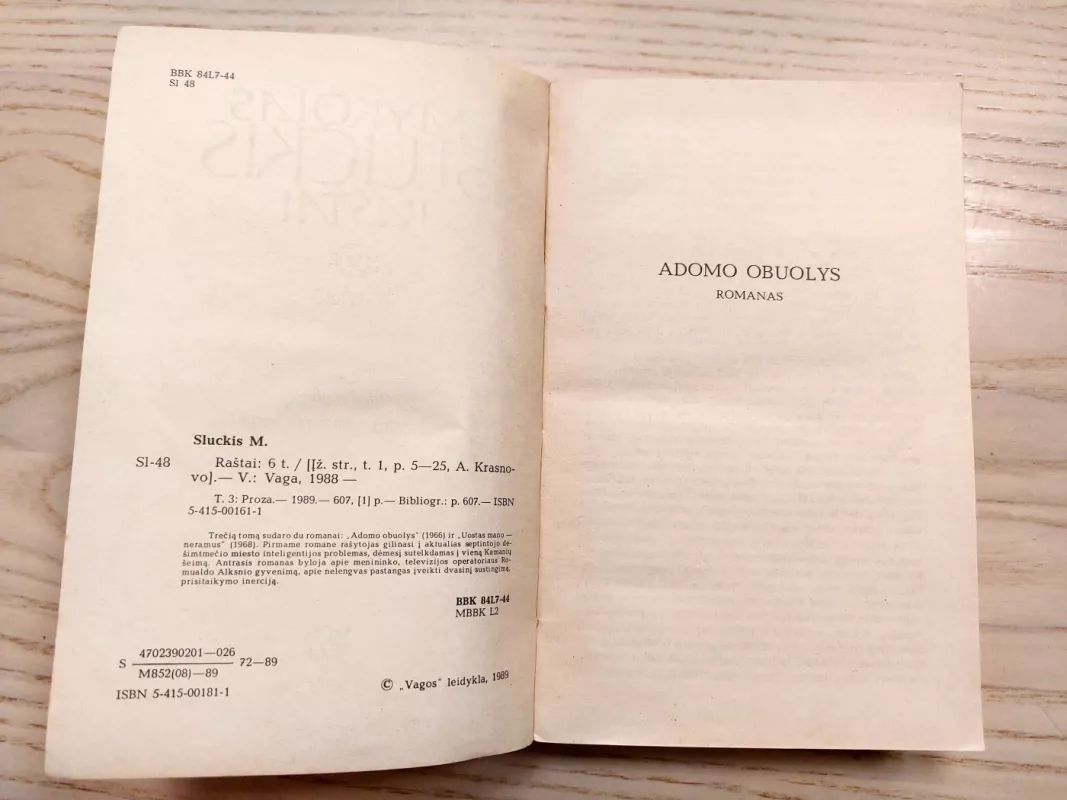 BBK 84L7-44
Sl 48
Sluckis M.
Sl-48 Raštai: 6 t. / [Įž. str., t. 1, p. 5—25, A. Krasno-
vo].— V.: Vaga, 1988 —
T. 3: Proza.— 1989.— 607, [1] p.— Bibliogr.: p. 607.— ISBN
5-415-00161-1
Trečią tomą sudaro du romanai: „Adomo obuolys“ (1966) ir „Uostas mano —
neramus“ (1968). Pirmame romane rašytojas gilinasi į aktualias septintojo de-
šimtmečio miesto inteligentijos problemas, dėmesį sutelkdamas į vieną Kamanių
šeimą. Antrasis romanas byloja apie menininko, televizijos operatoriaus Ro-
mualdo Alksnio gyvenimą, apie nelengvas pastangas įveikti dvasinį sustingimą,
prisitaikymo inerciją.
BBK 84L7-44
MBBK L2
S 4702390201—026
M852(08)—89 72—89
ISBN 5-415-00181-1
© „Vagos“ leidykla, 1989
ADOMO OBUOLYS
ROMANAS